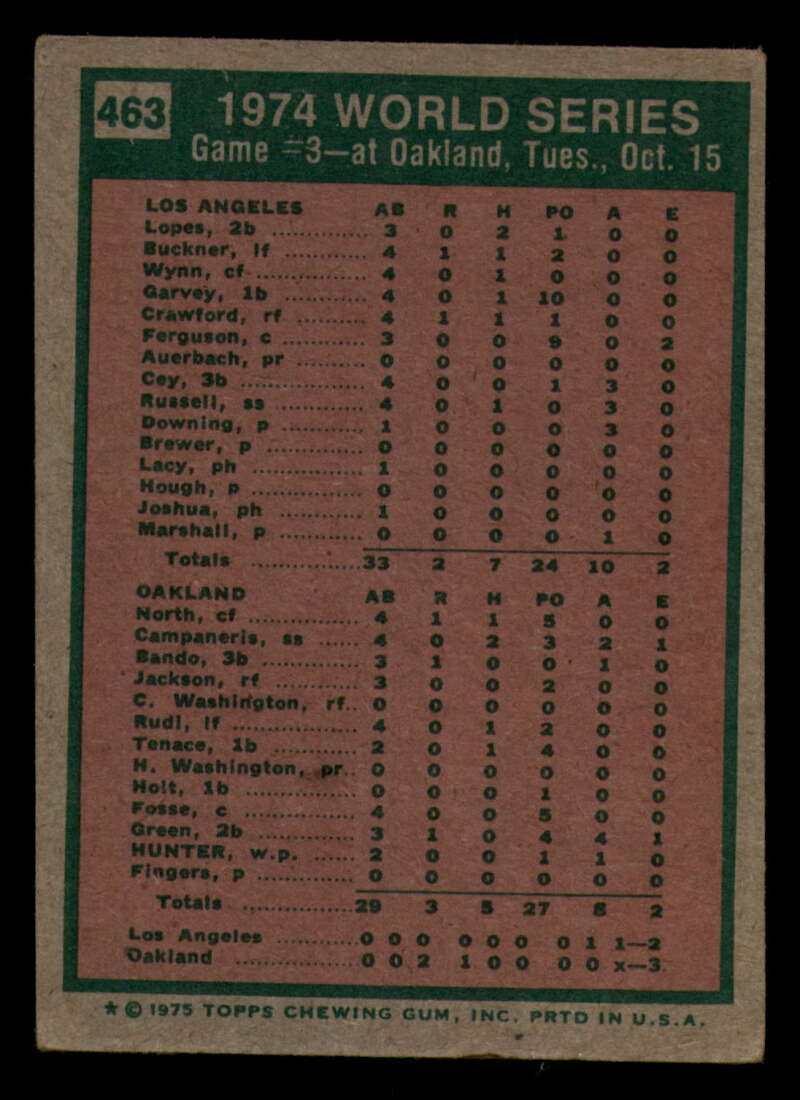 463
1974 WORLD SERIES
Game #3—at Oakland, Tues., Oct. 15
LOS ANGELES AB R H PO A E
Lopes, 2b .............. 3 0 2 1 0 0
Buckner, lf ............ 4 1 1 2 0 0
Wynn, cf ............... 4 0 1 0 0 0
Garvey, 1b ............ 4 0 1 10 0 0
Crawford, rf .......... 4 1 1 1 0 0
Ferguson, c ........... 3 0 0 9 0 2
Auerbach, pr ......... 0 0 0 0 0 0
Cey, 3b ................. 4 0 0 1 3 0
Russell, ss ............ 4 0 1 0 3 0
Downing, p ............ 1 0 0 0 3 0
Brewer, p .............. 0 0 0 0 0 0
Lacy, ph ................ 1 0 0 0 0 0
Hough, p ............... 0 0 0 0 0 0
Joshua, ph ............ 1 0 0 0 0 0
Marshall, p ............ 0 0 0 0 1 0
Totals ................ 33 2 7 24 10 2
OAKLAND AB R H PO A E
North, cf ................ 4 1 1 5 0 0
Campaneris, ss ...... 4 0 2 3 2 1
Bando, 3b .............. 3 1 0 0 1 0
Jackson, rf ............ 3 0 0 2 0 0
C. Washington, rf.. 0 0 0 0 0 0
Rudi, lf .................. 4 0 1 2 0 0
Tenace, 1b ............ 2 0 1 4 0 0
H. Washington, pr.. 0 0 0 0 0 0
Holt, 1b ................ 0 0 0 1 0 0
Fosse, c ................ 4 0 0 5 0 0
Green, 2b .............. 3 1 0 4 4 1
HUNTER, w.p. ...... 2 0 0 1 1 0
Fingers, p .............. 0 0 0 0 0 0
Totals ................ 29 3 5 27 8 2
Los Angeles ............ 0 0 0 0 0 0 0 1 1—2
Oakland .................. 0 0 2 1 0 0 0 0 x—3
★ © 1975 TOPPS CHEWING GUM, INC. PRTD IN U.S.A.